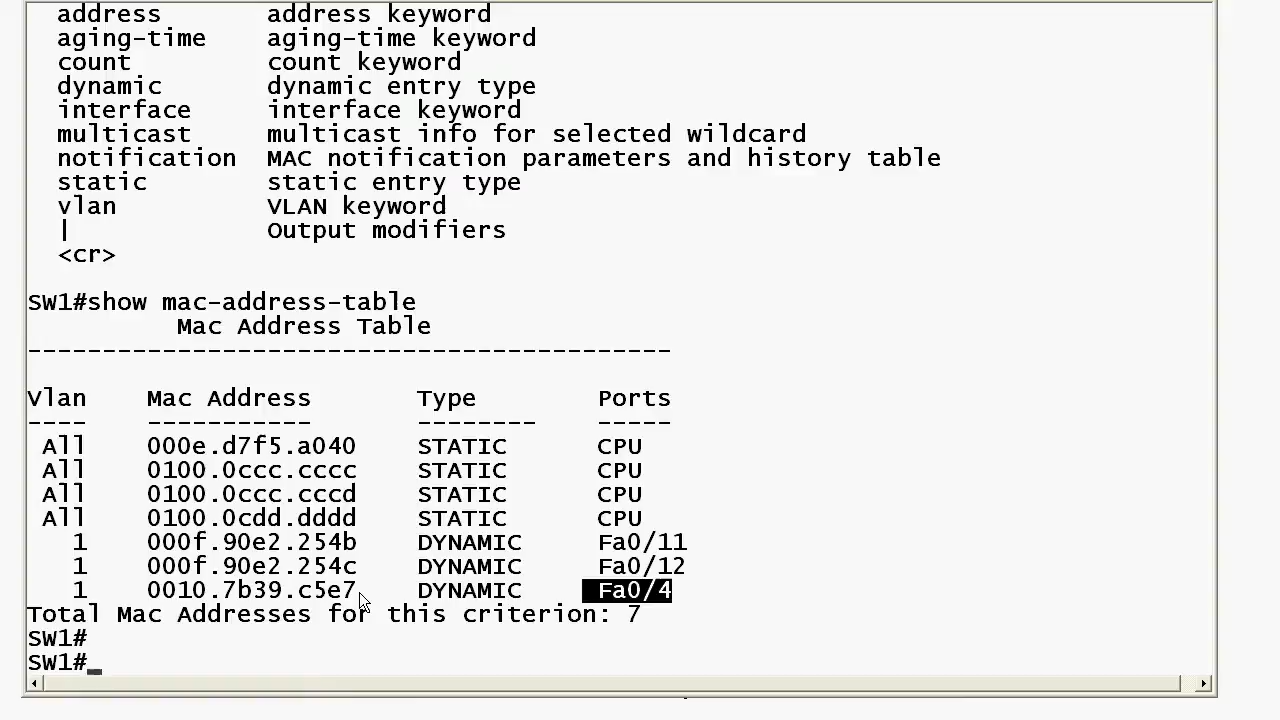 address address keyword
aging-time aging-time keyword
count count keyword
dynamic dynamic entry type
interface interface keyword
multicast multicast info for selected wildcard
notification MAC notification parameters and history table
static static entry type
vlan VLAN keyword
| Output modifiers
<cr>
SW1#show mac-address-table
Mac Address Table
-------------------------------------------
Vlan Mac Address Type Ports
---- ----------- -------- -----
All 000e.d7f5.a040 STATIC CPU
All 0100.0ccc.cccc STATIC CPU
All 0100.0ccc.cccd STATIC CPU
All 0100.0cdd.dddd STATIC CPU
1 000f.90e2.254b DYNAMIC Fa0/11
1 000f.90e2.254c DYNAMIC Fa0/12
1 0010.7b39.c5e7 DYNAMIC Fa0/4
Total Mac Addresses for this criterion: 7
SW1#
SW1#_